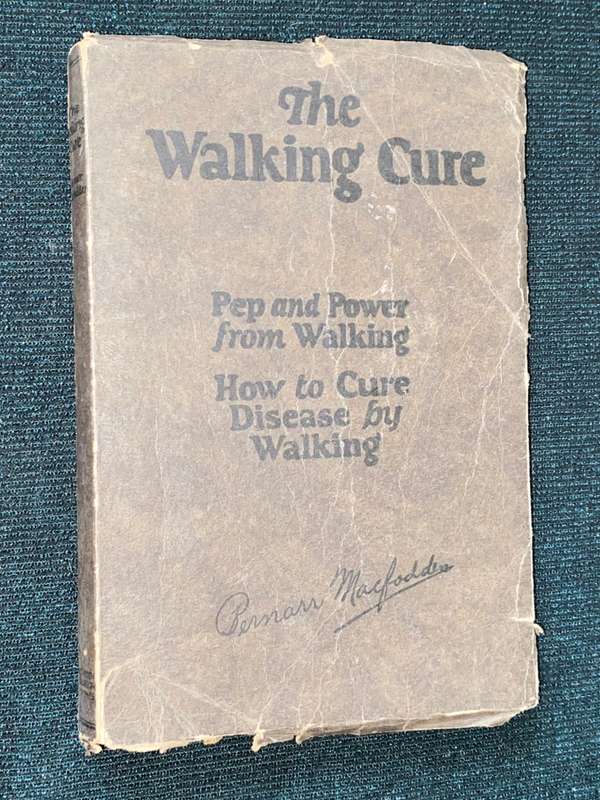 The
Walking Cure
Pep and Power
from Walking
How to Cure
Disease by
Walking
Bernarr Macfadden